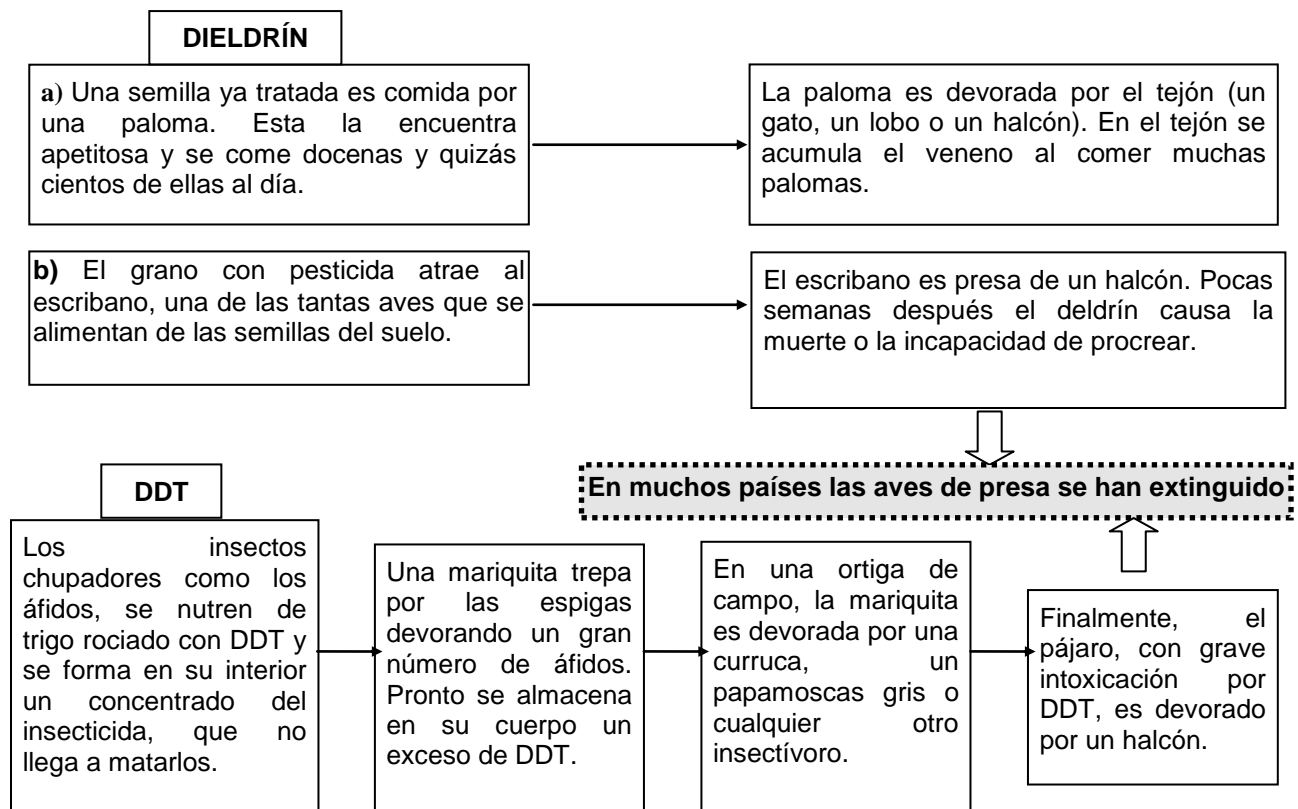 DIELDRÍN
a) Una semilla ya tratada es comida por
una paloma. Esta la encuentra
apetitosa y se come docenas y quizás
cientos de ellas al día.
La paloma es devorada por el tejón (un
gato, un lobo o un halcón). En el tejón se
acumula el veneno al comer muchas
palomas.
b) El grano con pesticida atrae al
escribano, una de las tantas aves que se
alimentan de las semillas del suelo.
El escribano es presa de un halcón. Pocas
semanas después el deldrín causa la
muerte o la incapacidad de procrear.
En muchos países las aves de presa se han extinguido
DDT
Los insectos
chupadores como los
áfidos, se nutren de
trigo rociado con DDT y
se forma en su interior
un concentrado del
insecticida, que no
llega a matarlos.
Una mariquita trepa
por las espigas
devorando un gran
número de áfidos.
Pronto se almacena
en su cuerpo un
exceso de DDT.
En una ortiga de
campo, la mariquita
es devorada por una
curruca, un
papamoscas gris o
cualquier otro
insectívoro.
Finalmente, el
pájaro, con grave
intoxicación por
DDT, es devorado
por un halcón.